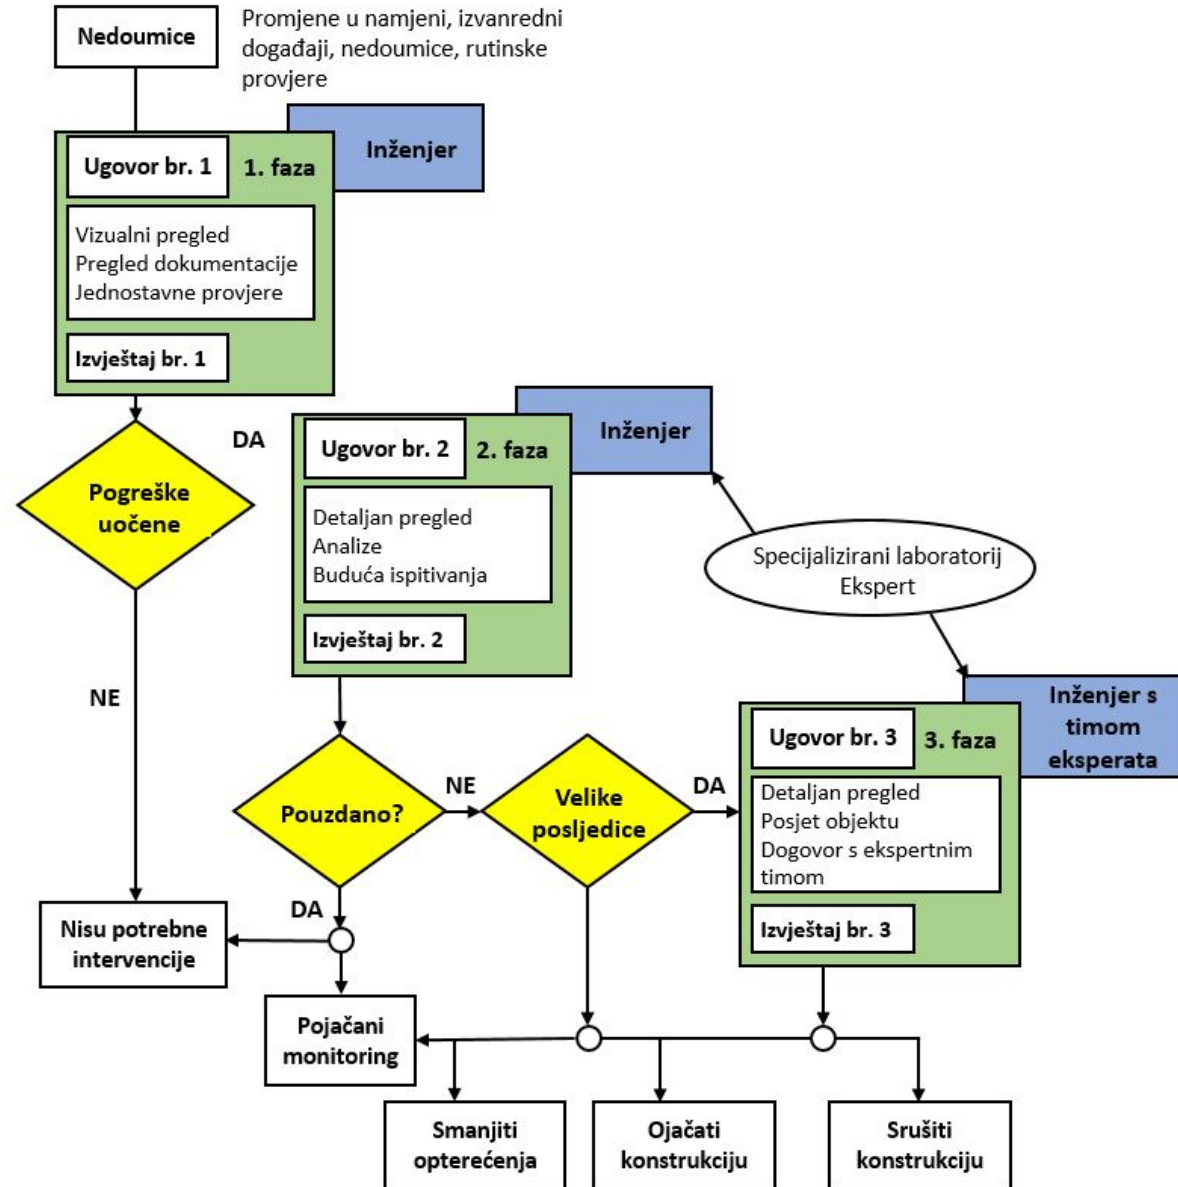 Nedoumice
Promjene u namjeni, izvanredni
događaji, nedoumice, rutinske
provjere
Inženjer
Ugovor br. 1
1. faza
Vizualni pregled
Pregled dokumentacije
Jednostavne provjere
Izvještaj br. 1
DA
Pogreške
uočene
NE
Inženjer
Ugovor br. 2
2. faza
Detaljan pregled
Analize
Buduća ispitivanja
Izvještaj br. 2
Specijalizirani laboratorij
Ekspert
Inženjer s
timom
eksperata
Pouzdano?
NE
DA
Velike
posljedice
DA
Ugovor br. 3
3. faza
Detaljan pregled
Posjet objektu
Dogovor s ekspertnim
timom
Izvještaj br. 3
Nisu potrebne
intervencije
Pojačani
monitoring
Smanjiti
opterećenja
Ojačati
konstrukciju
Srušiti
konstrukciju